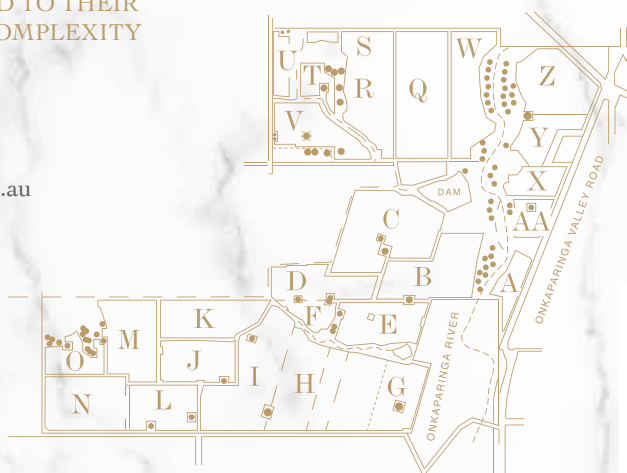 D TO THEIR
OMPLEXITY
.au
U
T
S
R
Q
W
Z
V
Y
X
AA
DAM
C
B
A
D
F
E
K
M
J
O
I
H
G
N
L
ONKAPARINGA VALLEY ROAD
ONKAPARINGA RIVER